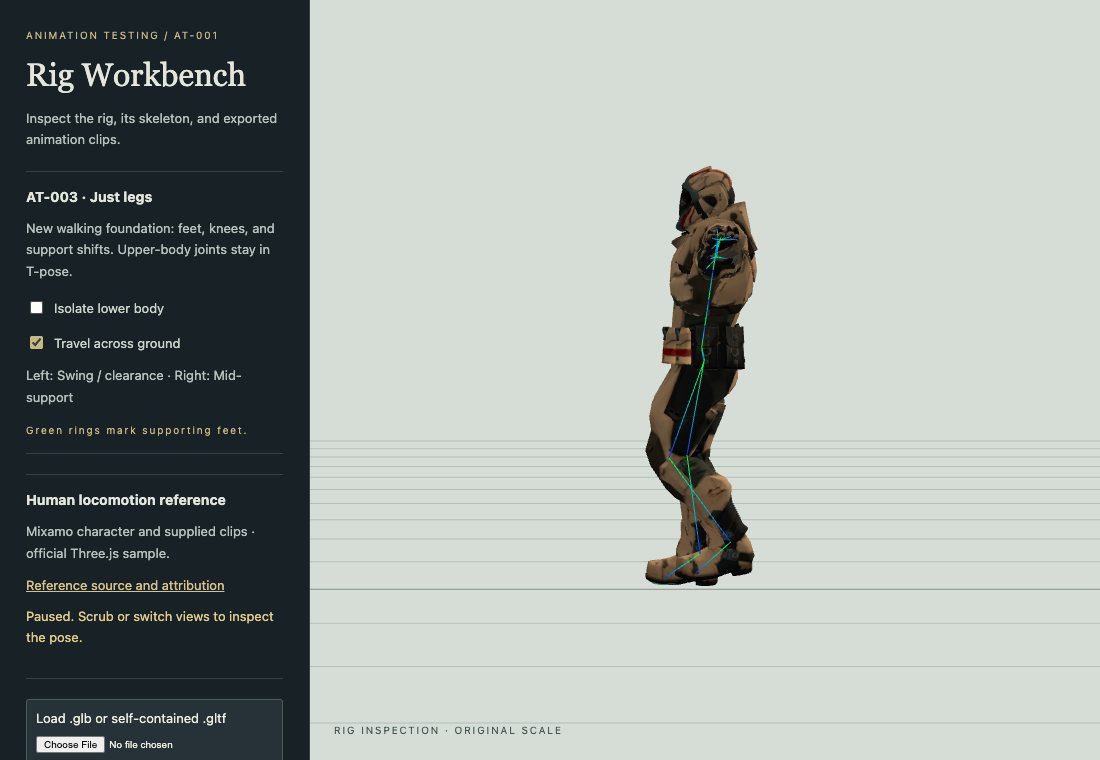 ANIMATION TESTING / AT-001
Rig Workbench
Inspect the rig, its skeleton, and exported
animation clips.
AT-003 · Just legs
New walking foundation: feet, knees, and
support shifts. Upper-body joints stay in
T-pose.
Isolate lower body
Travel across ground
Left: Swing / clearance · Right: Mid-
support
Green rings mark supporting feet.
Human locomotion reference
Mixamo character and supplied clips ·
official Three.js sample.
Reference source and attribution
Paused. Scrub or switch views to inspect
the pose.
Load .glb or self-contained .gltf
Choose File No file chosen
RIG INSPECTION · ORIGINAL SCALE